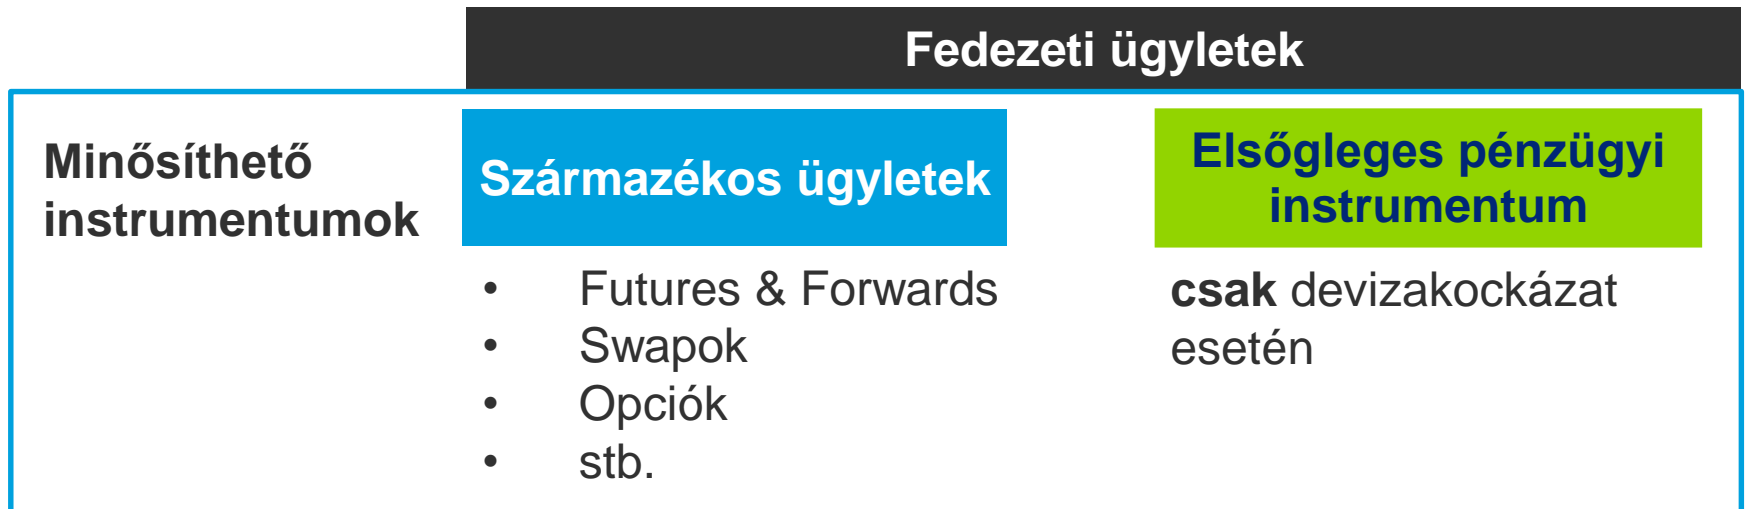 Fedezeti ügyletek
Minősíthető
instrumentumok
Származékos ügyletek
• Futures & Forwards
• Swapok
• Opciók
• stb.
Elsőgleges pénzügyi
instrumentum
csak devizakockázat
esetén